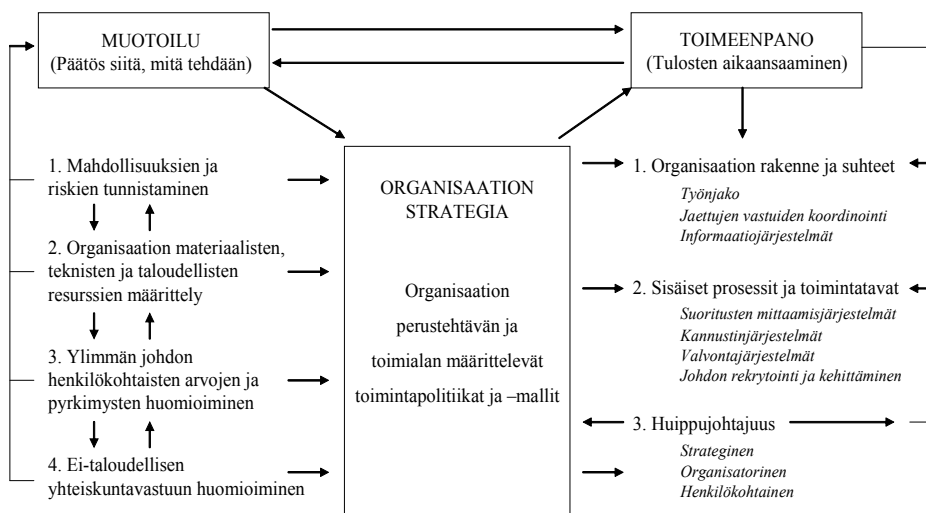 MUOTOILU
(Päätös siitä, mitä tehdään)
TOIMEENPANO
(Tulosten aikaansaaminen)
1. Mahdollisuuksien ja
riskien tunnistaminen
2. Organisaation materiaalisten,
teknisten ja taloudellisten
resurssien määrittely
3. Ylimmän johdon
henkilökohtaisten arvojen ja
pyrkimysten huomioiminen
4. Ei-taloudellisen
yhteiskuntavastuun huomioiminen
ORGANISAATION
STRATEGIA
Organisaation
perustehtävän ja
toimialan määrittelevät
toimintapolitiikat ja –mallit
1. Organisaation rakenne ja suhteet
Työnjako
Jaettujen vastuiden koordinointi
Informaatiojärjestelmät
2. Sisäiset prosessit ja toimintatavat
Suoritusten mittaamisjärjestelmät
Kannustinjärjestelmät
Valvontajärjestelmät
Johdon rekrytointi ja kehittäminen
3. Huippujohtajuus
Strateginen
Organisatorinen
Henkilökohtainen